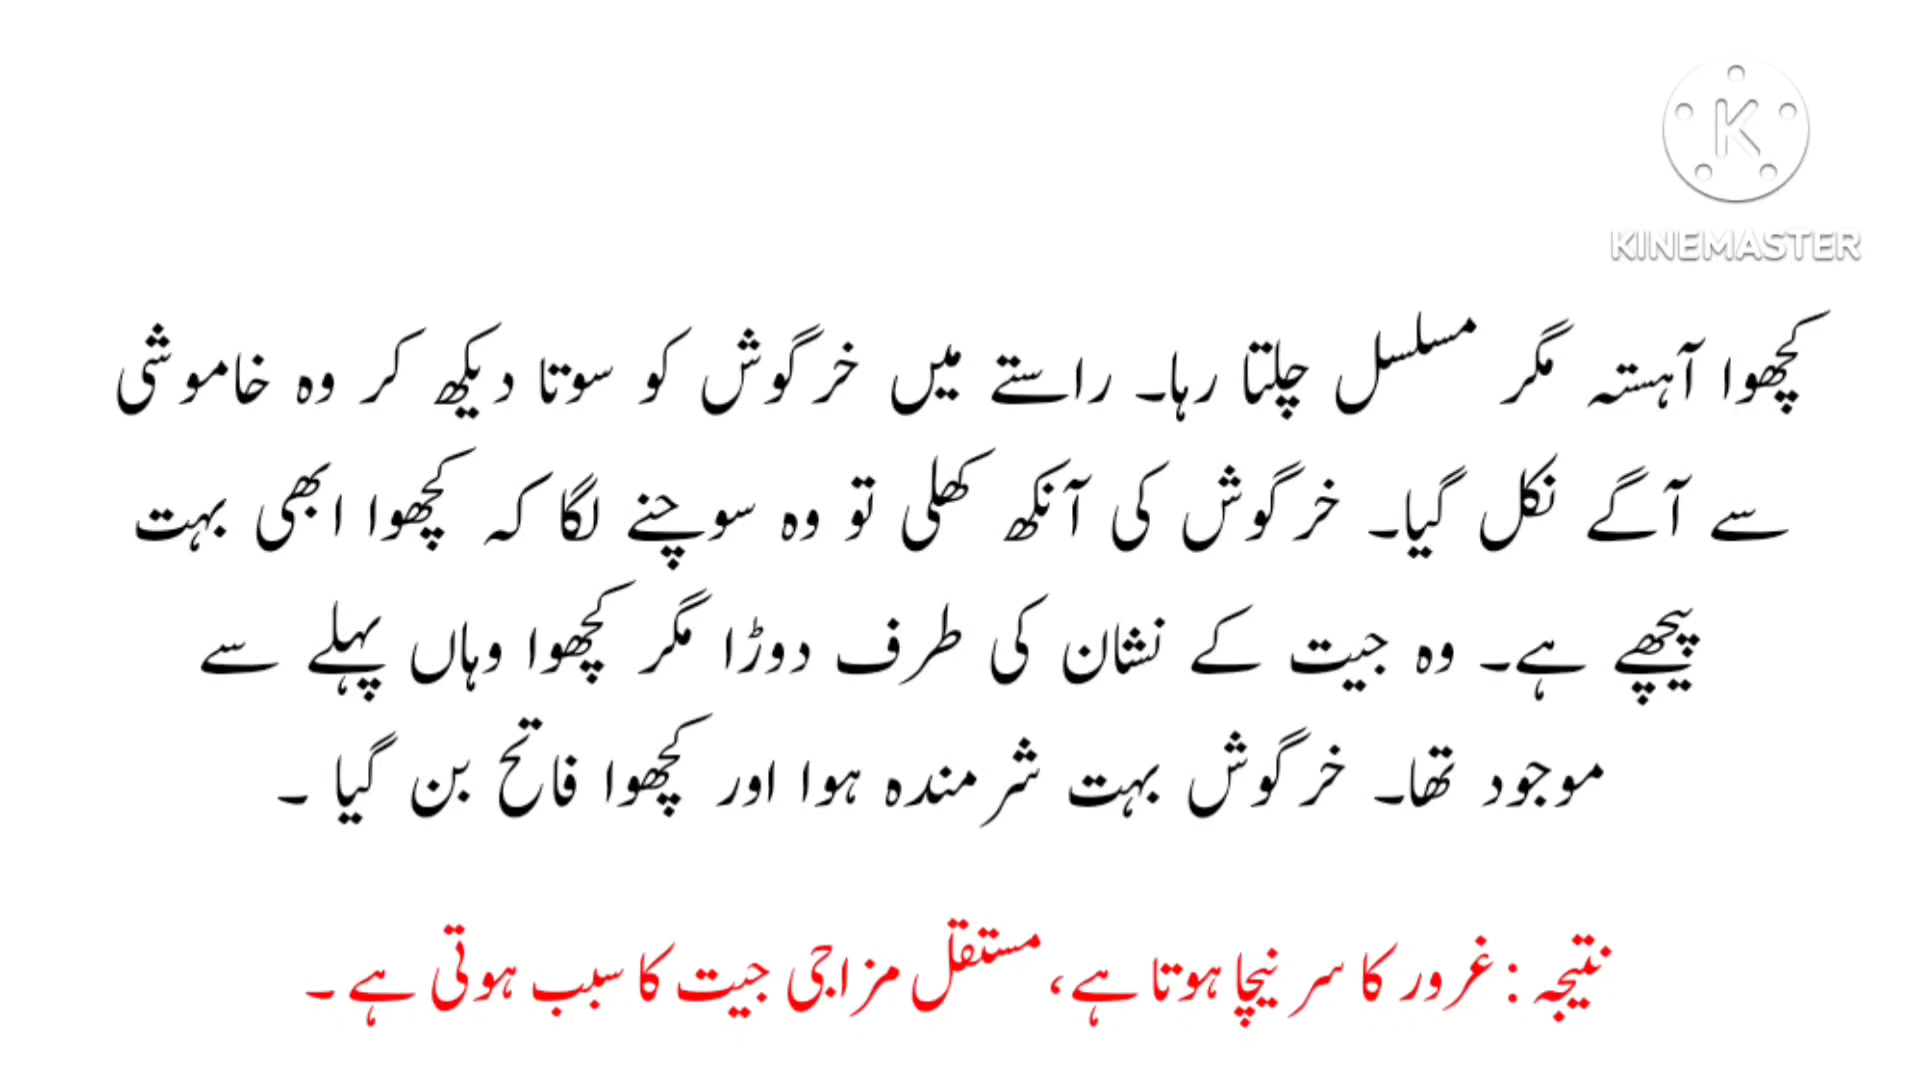 KINEMASTER
کچھوا آہستہ مگر مسلسل چلتا رہا۔ راستے میں خرگوش کو سوتا دیکھ کر وہ خاموشی
سے آگے نکل گیا۔ خرگوش کی آنکھ کھلی تو وہ سوچنے لگا کہ کچھوا ابھی بہت
پیچھے ہے۔ وہ جیت کے نشان کی طرف دوڑا مگر کچھوا وہاں پہلے سے
موجود تھا۔ خرگوش بہت شرمندہ ہوا اور کچھوا فاتح بن گیا ۔
نتیجہ : غرور کا سر نیچا ہوتا ہے، مستقل مزاجی جیت کا سبب ہوتی ہے ۔